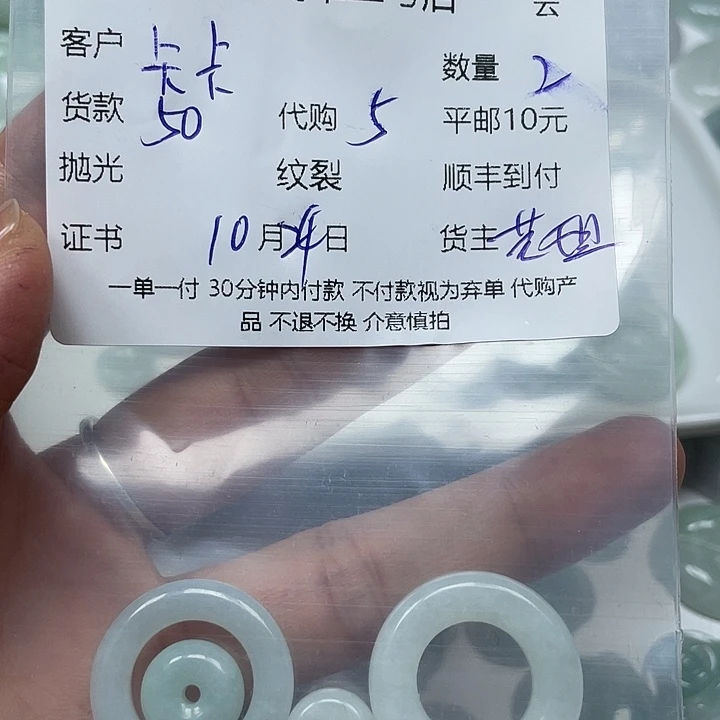 云
客户 卡卡 数量 2
货款 50 代购 5 平邮10元
抛光 纹裂 顺丰到付
证书 10月4日 货主
一单一付 30分钟内付款 不付款视为弃单 代购产
品 不退不换 介意慎拍